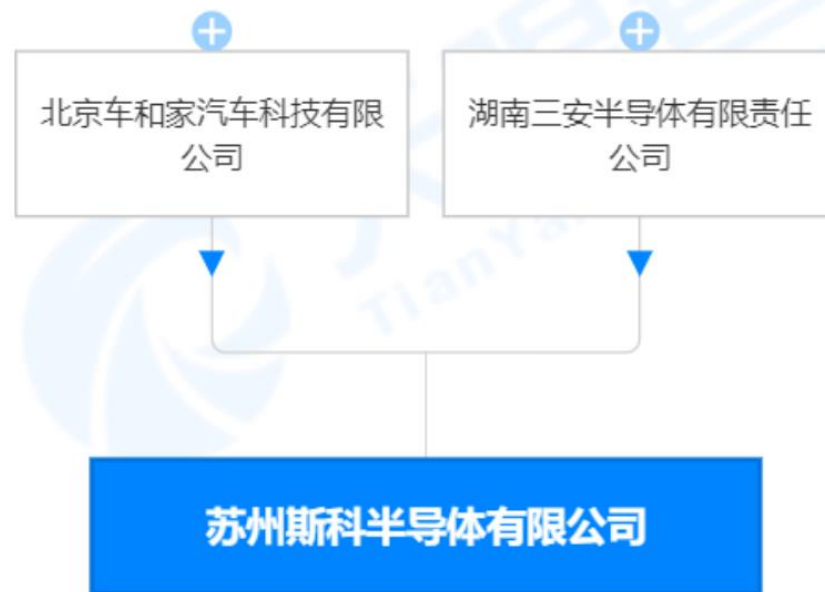 北京车和家汽车科技有限
公司
湖南三安半导体有限责任
公司
苏州斯科半导体有限公司